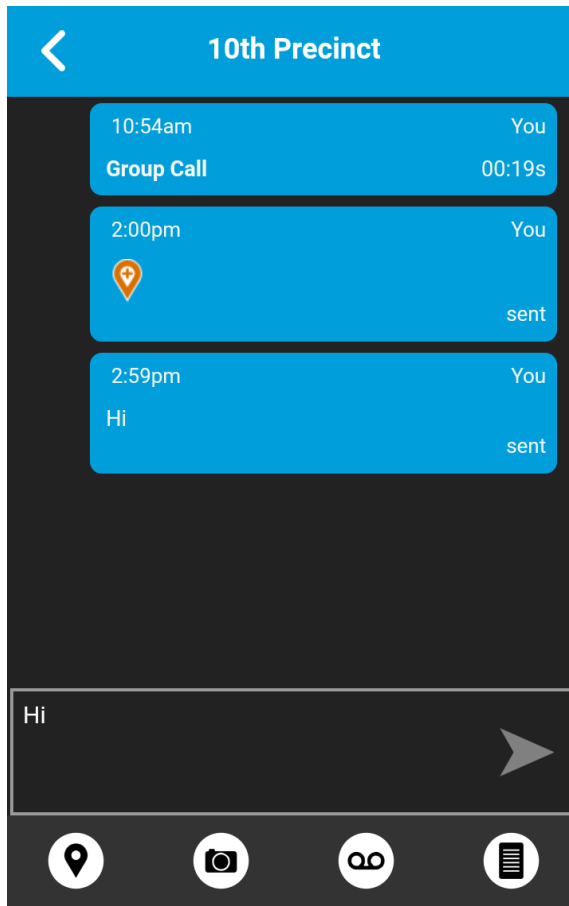 10th Precinct
10:54am You
Group Call 00:19s
2:00pm You
sent
2:59pm You
Hi
sent
Hi